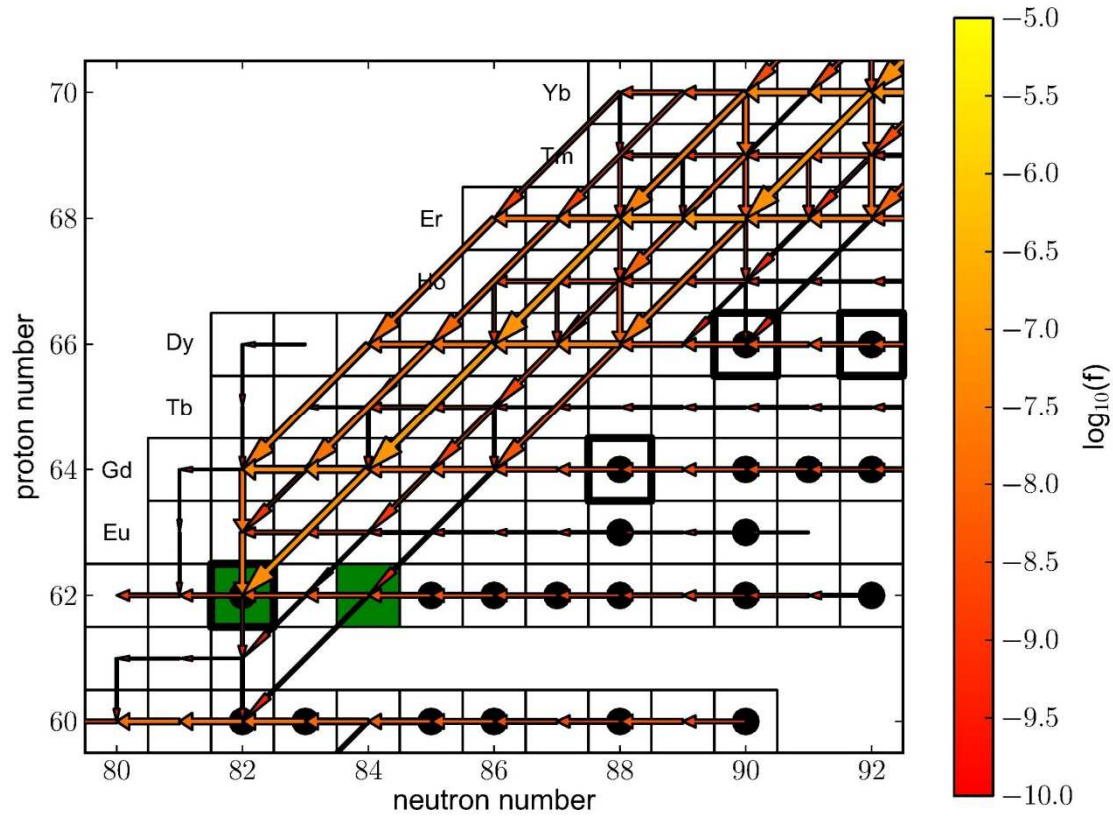 70
68
66
64
62
60
80 82 84 86 88 90 92
proton number
neutron number
Yb
Tm
Er
Ho
Dy
Tb
Gd
Eu
−5.0
−5.5
−6.0
−6.5
−7.0
−7.5
−8.0
−8.5
−9.0
−9.5
−10.0
log₁₀(f)